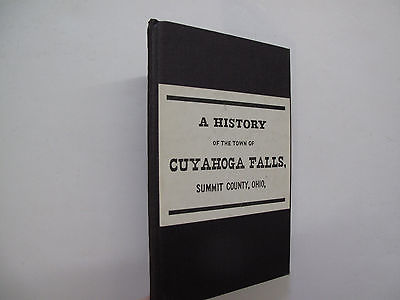 A HISTORY
OF THE TOWN OF
CUYAHOGA FALLS,
SUMMIT COUNTY, OHIO,